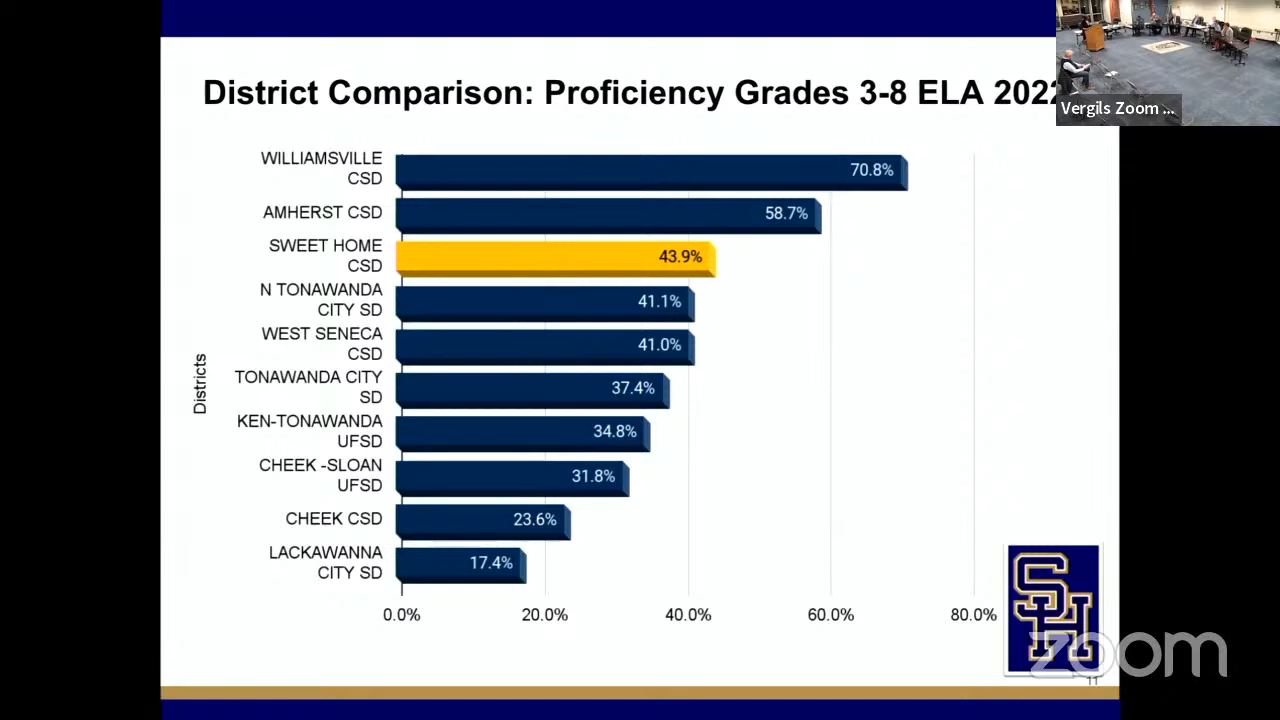 District Comparison: Proficiency Grades 3-8 ELA 2022
Vergils Zoom ...
WILLIAMSVILLE
CSD
70.8%
AMHERST CSD
58.7%
SWEET HOME
CSD
43.9%
N TONAWANDA
CITY SD
41.1%
WEST SENECA
CSD
41.0%
TONAWANDA CITY
SD
37.4%
KEN-TONAWANDA
UFSD
34.8%
CHEEK -SLOAN
UFSD
31.8%
CHEEK CSD
23.6%
LACKAWANNA
CITY SD
17.4%
Districts
0.0% 20.0% 40.0% 60.0% 80.0%
SH
zoom
11